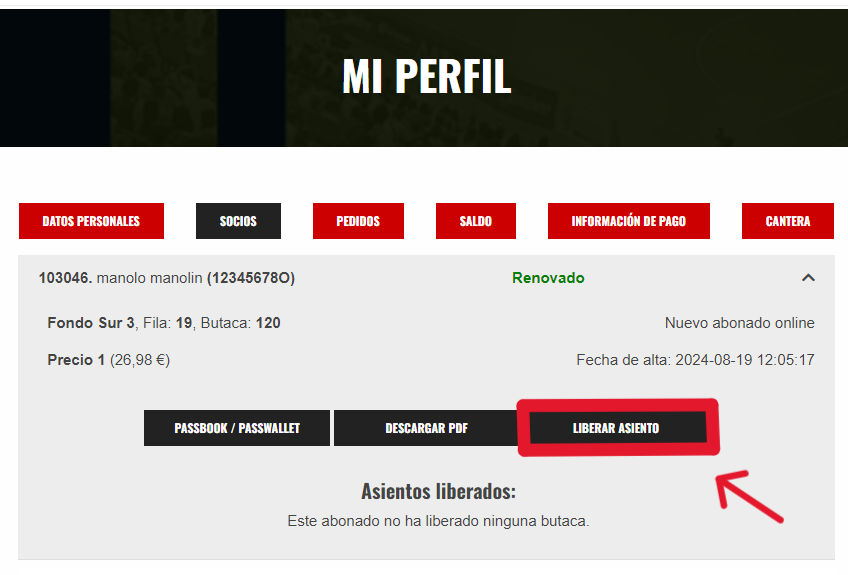 MI PERFIL
DATOS PERSONALES SOCIOS PEDIDOS SALDO INFORMACIÓN DE PAGO CANTERA
103046. manolo manolin (12345678O) Renovado
Fondo Sur 3, Fila: 19, Butaca: 120 Nuevo abonado online
Precio 1 (26,98 €) Fecha de alta: 2024-08-19 12:05:17
PASSBOOK / PASSWALLET DESCARGAR PDF LIBERAR ASIENTO
Asientos liberados:
Este abonado no ha liberado ninguna butaca.